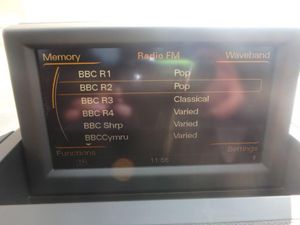 Memory Radio FM Waveband
BBC R1 Pop
BBC R2 Pop
BBC R3 Classical
BBC R4 Varied
BBC Shrp Varied
BBCCymru Varied
Functions Settings
11:56